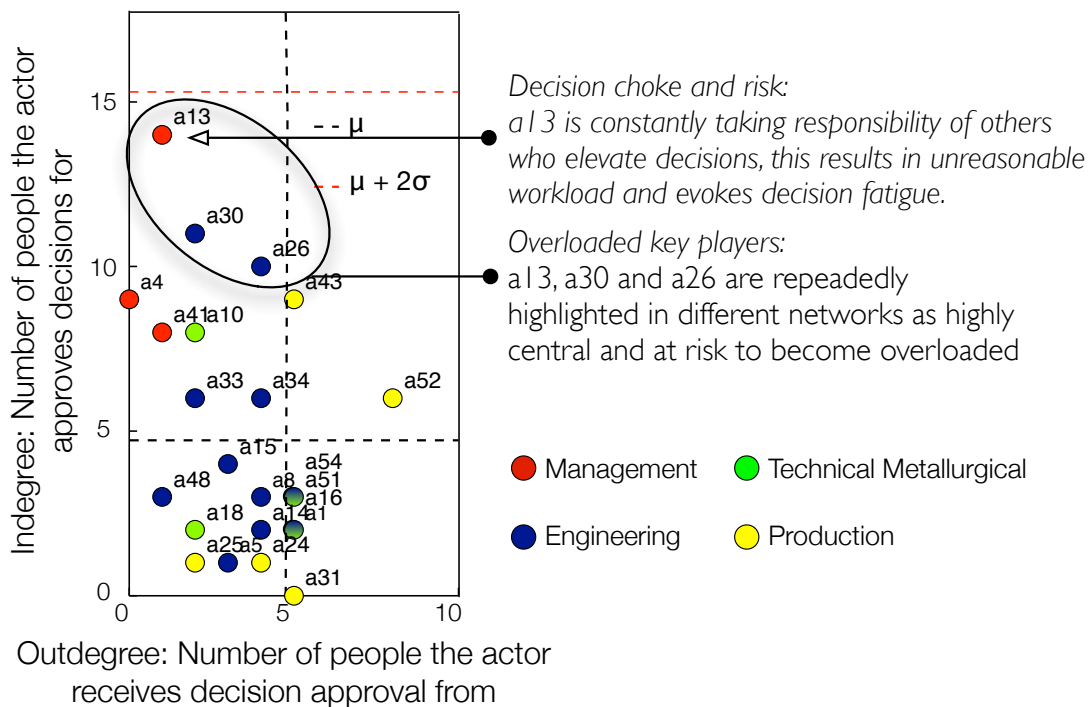 Indegree: Number of people the actor
approves decisions for
15
10
5
0
0
5
10
a13
a30
a26
a4
a43
a41
a10
a33
a34
a52
a15
a54
a48
a8
a51
a16
a18
a14
a1
a25
a5
a24
a31
μ
μ + 2σ
Outdegree: Number of people the actor
receives decision approval from
Decision choke and risk:
a13 is constantly taking responsibility of others
who elevate decisions, this results in unreasonable
workload and evokes decision fatigue.
Overloaded key players:
a13, a30 and a26 are repeatedly
highlighted in different networks as highly
central and at risk to become overloaded
Management
Technical Metallurgical
Engineering
Production